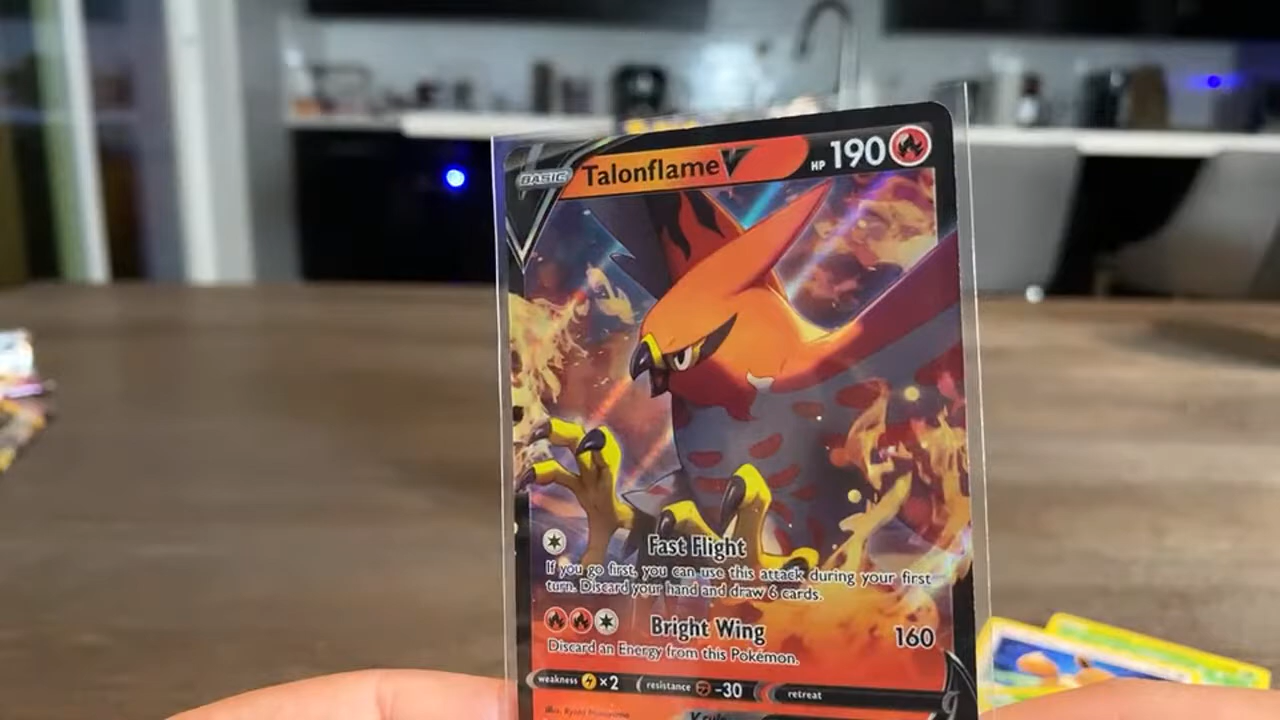 BASIC Talonflame V HP 190
Fast Flight
If you go first, you can use this attack during your first
turn. Discard your hand and draw 6 cards.
Bright Wing 160
Discard an Energy from this Pokémon.
weakness ×2 resistance -30 retreat
illus.
V rule